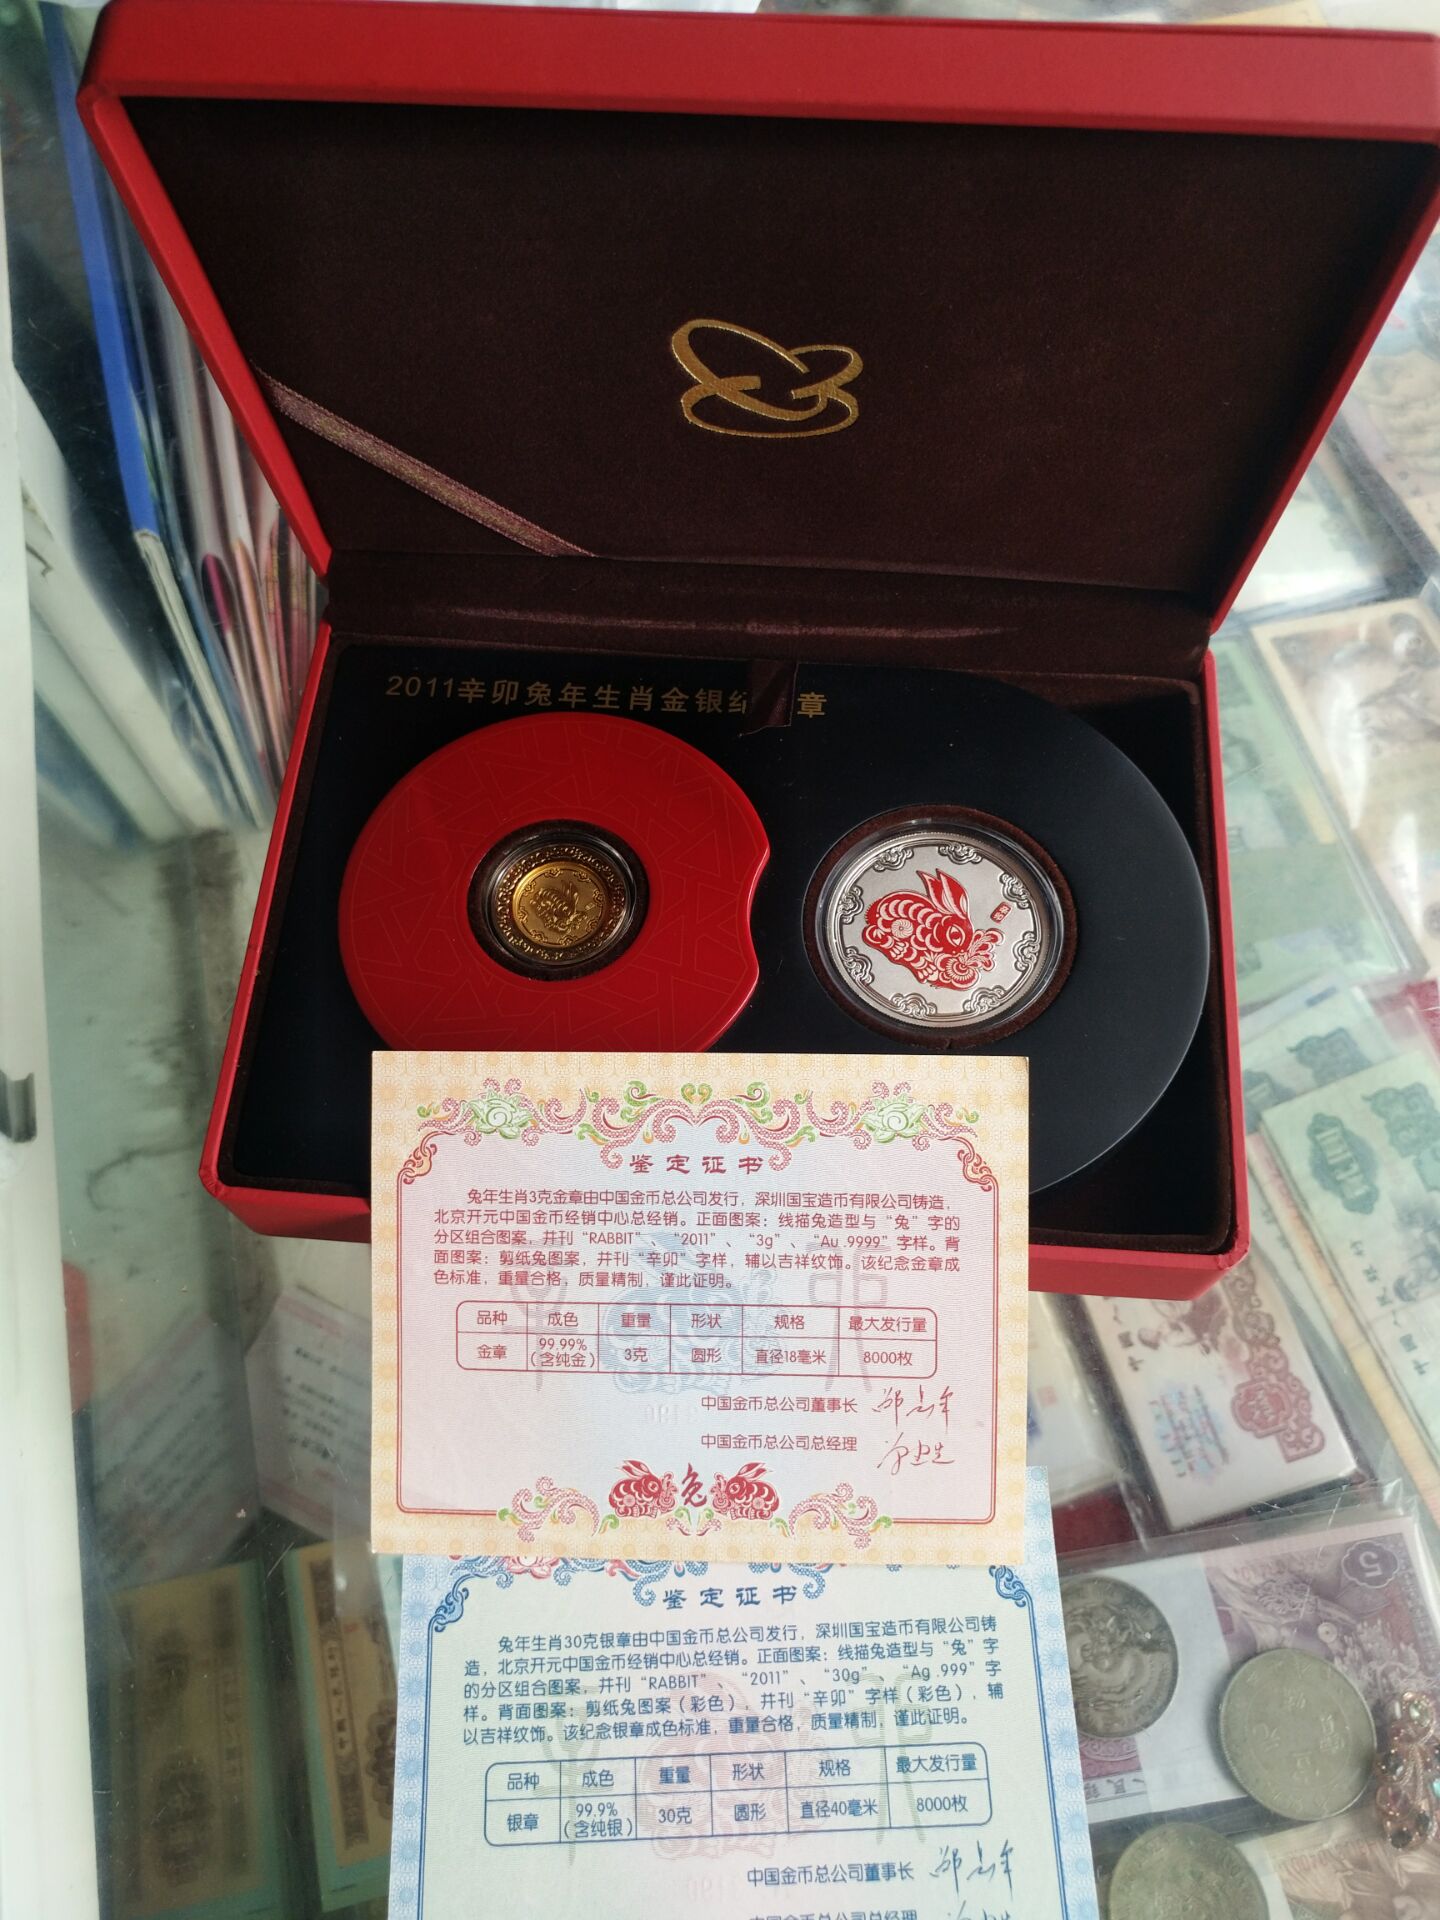 2011辛卯兔年生肖金银纪 章
鉴定证书
兔年生肖3克金章由中国金币总公司发行，深圳国宝造币有限公司铸造，
北京开元中国金币经销中心总经销。正面图案：线描兔造型与“兔”字的
分区组合图案，并刊“RABBIT”、“2011”、“3g”、“Au .9999”字样。背
面图案：剪纸兔图案，并刊“辛卯”字样，辅以吉祥纹饰。该纪念金章成
色标准，重量合格，质量精制，谨此证明。
品种 成色 重量 形状 规格 最大发行量
金章 99.99% (含纯金) 3克 圆形 直径18毫米 8000枚
中国金币总公司董事长
中国金币总公司总经理
兔
鉴定证书
兔年生肖30克银章由中国金币总公司发行，深圳国宝造币有限公司铸
造，北京开元中国金币经销中心总经销。正面图案：线描兔造型与“兔”字
的分区组合图案，并刊“RABBIT”、“2011”、“30g”、“Ag .999”字
样。背面图案：剪纸兔图案（彩色），并刊“辛卯”字样（彩色），辅
以吉祥纹饰。该纪念银章成色标准，重量合格，质量精制，谨此证明。
品种 成色 重量 形状 规格 最大发行量
银章 99.9% (含纯银) 30克 圆形 直径40毫米 8000枚
中国金币总公司董事长
中国金币总公司总经理
5